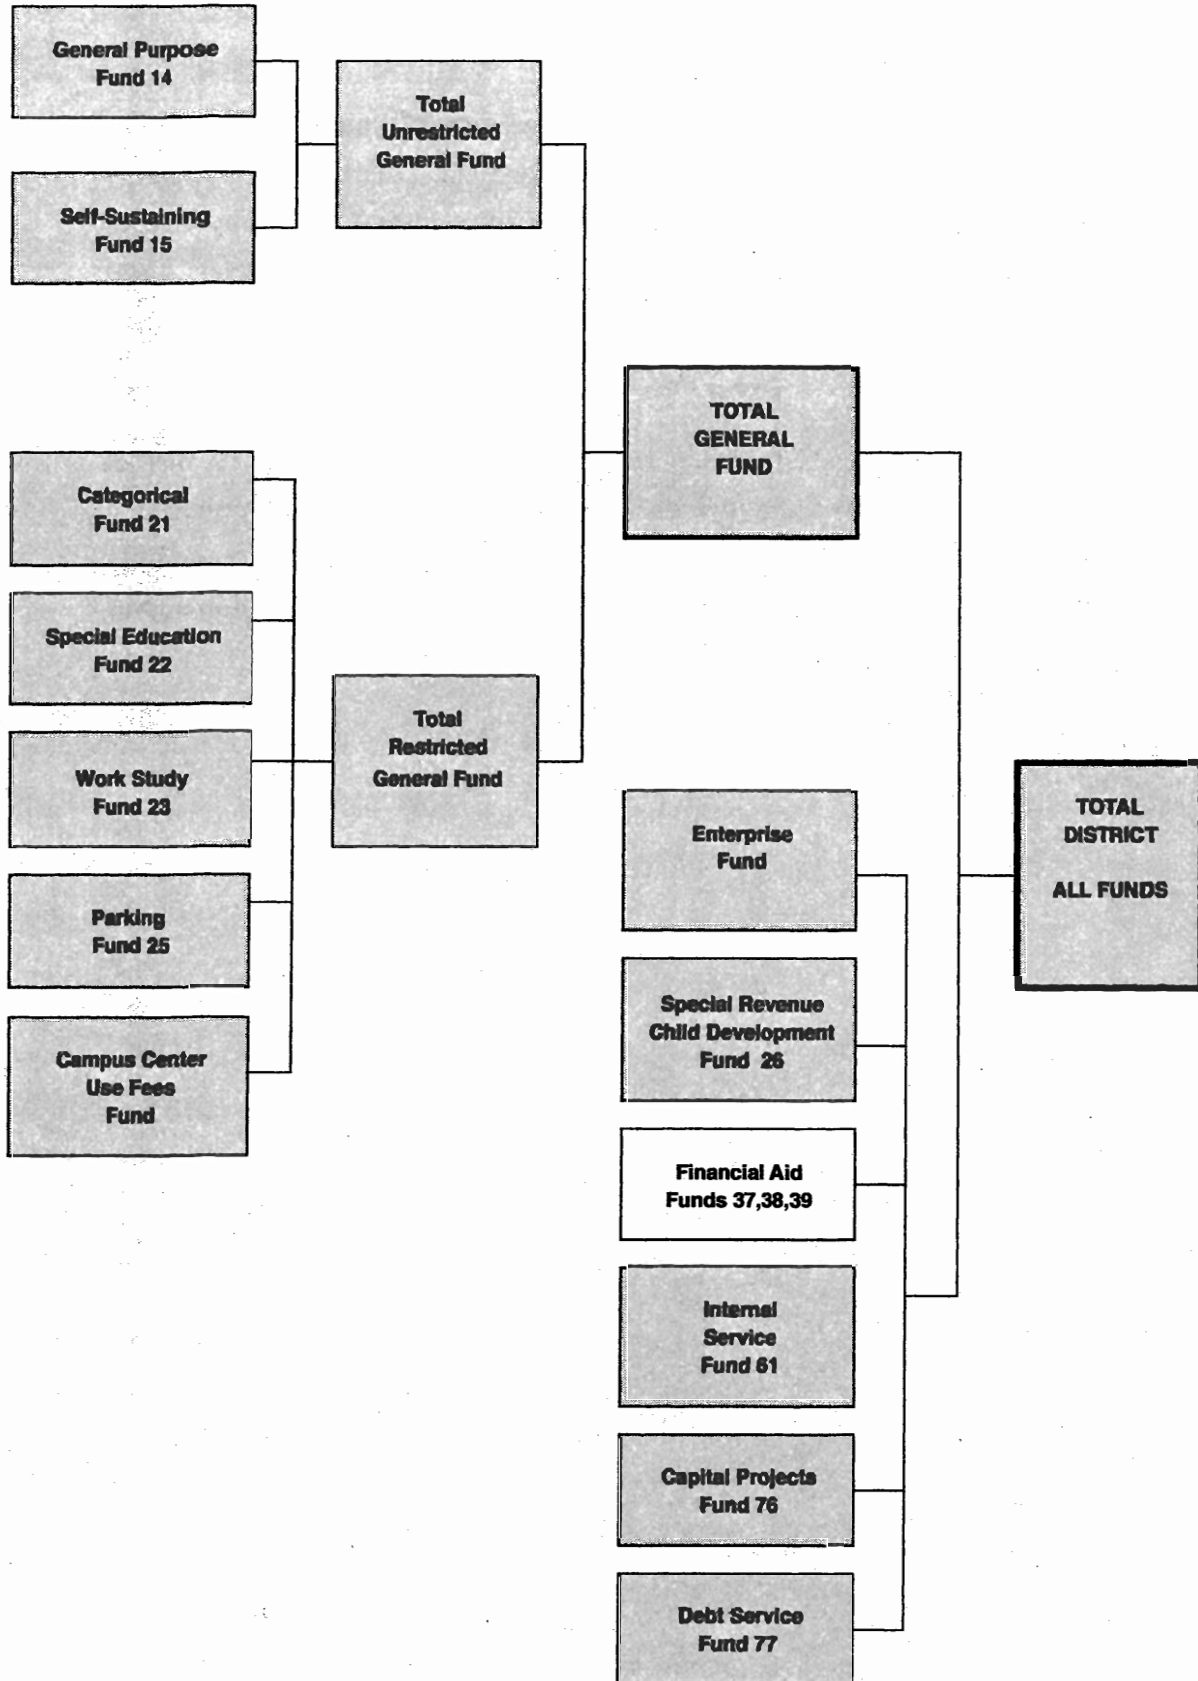 General Purpose
Fund 14
Self-Sustaining
Fund 15
Total
Unrestricted
General Fund
TOTAL
GENERAL
FUND
Categorical
Fund 21
Special Education
Fund 22
Work Study
Fund 23
Parking
Fund 25
Campus Center
Use Fees
Fund
Total
Restricted
General Fund
Enterprise
Fund
Special Revenue
Child Development
Fund 26
Financial Aid
Funds 37,38,39
Internal
Service
Fund 61
Capital Projects
Fund 76
Debt Service
Fund 77
TOTAL
DISTRICT
ALL FUNDS